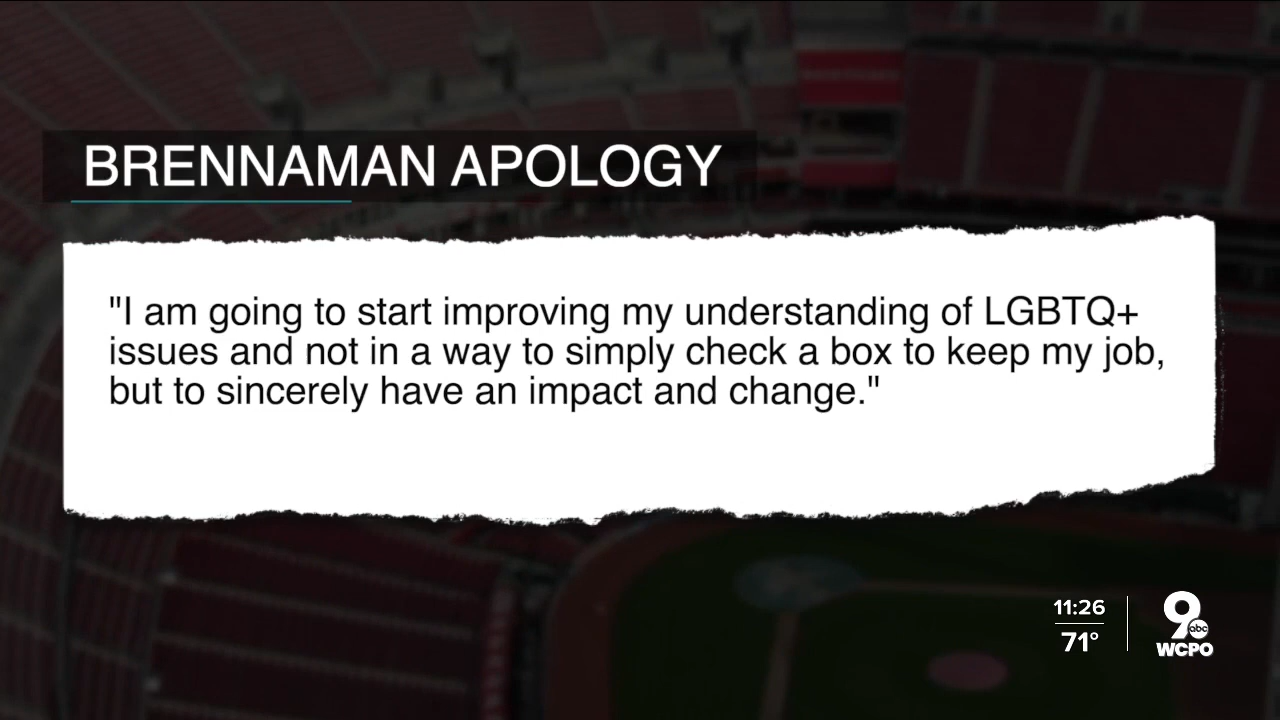 BRENNAMAN APOLOGY
"I am going to start improving my understanding of LGBTQ+
issues and not in a way to simply check a box to keep my job,
but to sincerely have an impact and change."
11:26
71°
9
abc
WCPO